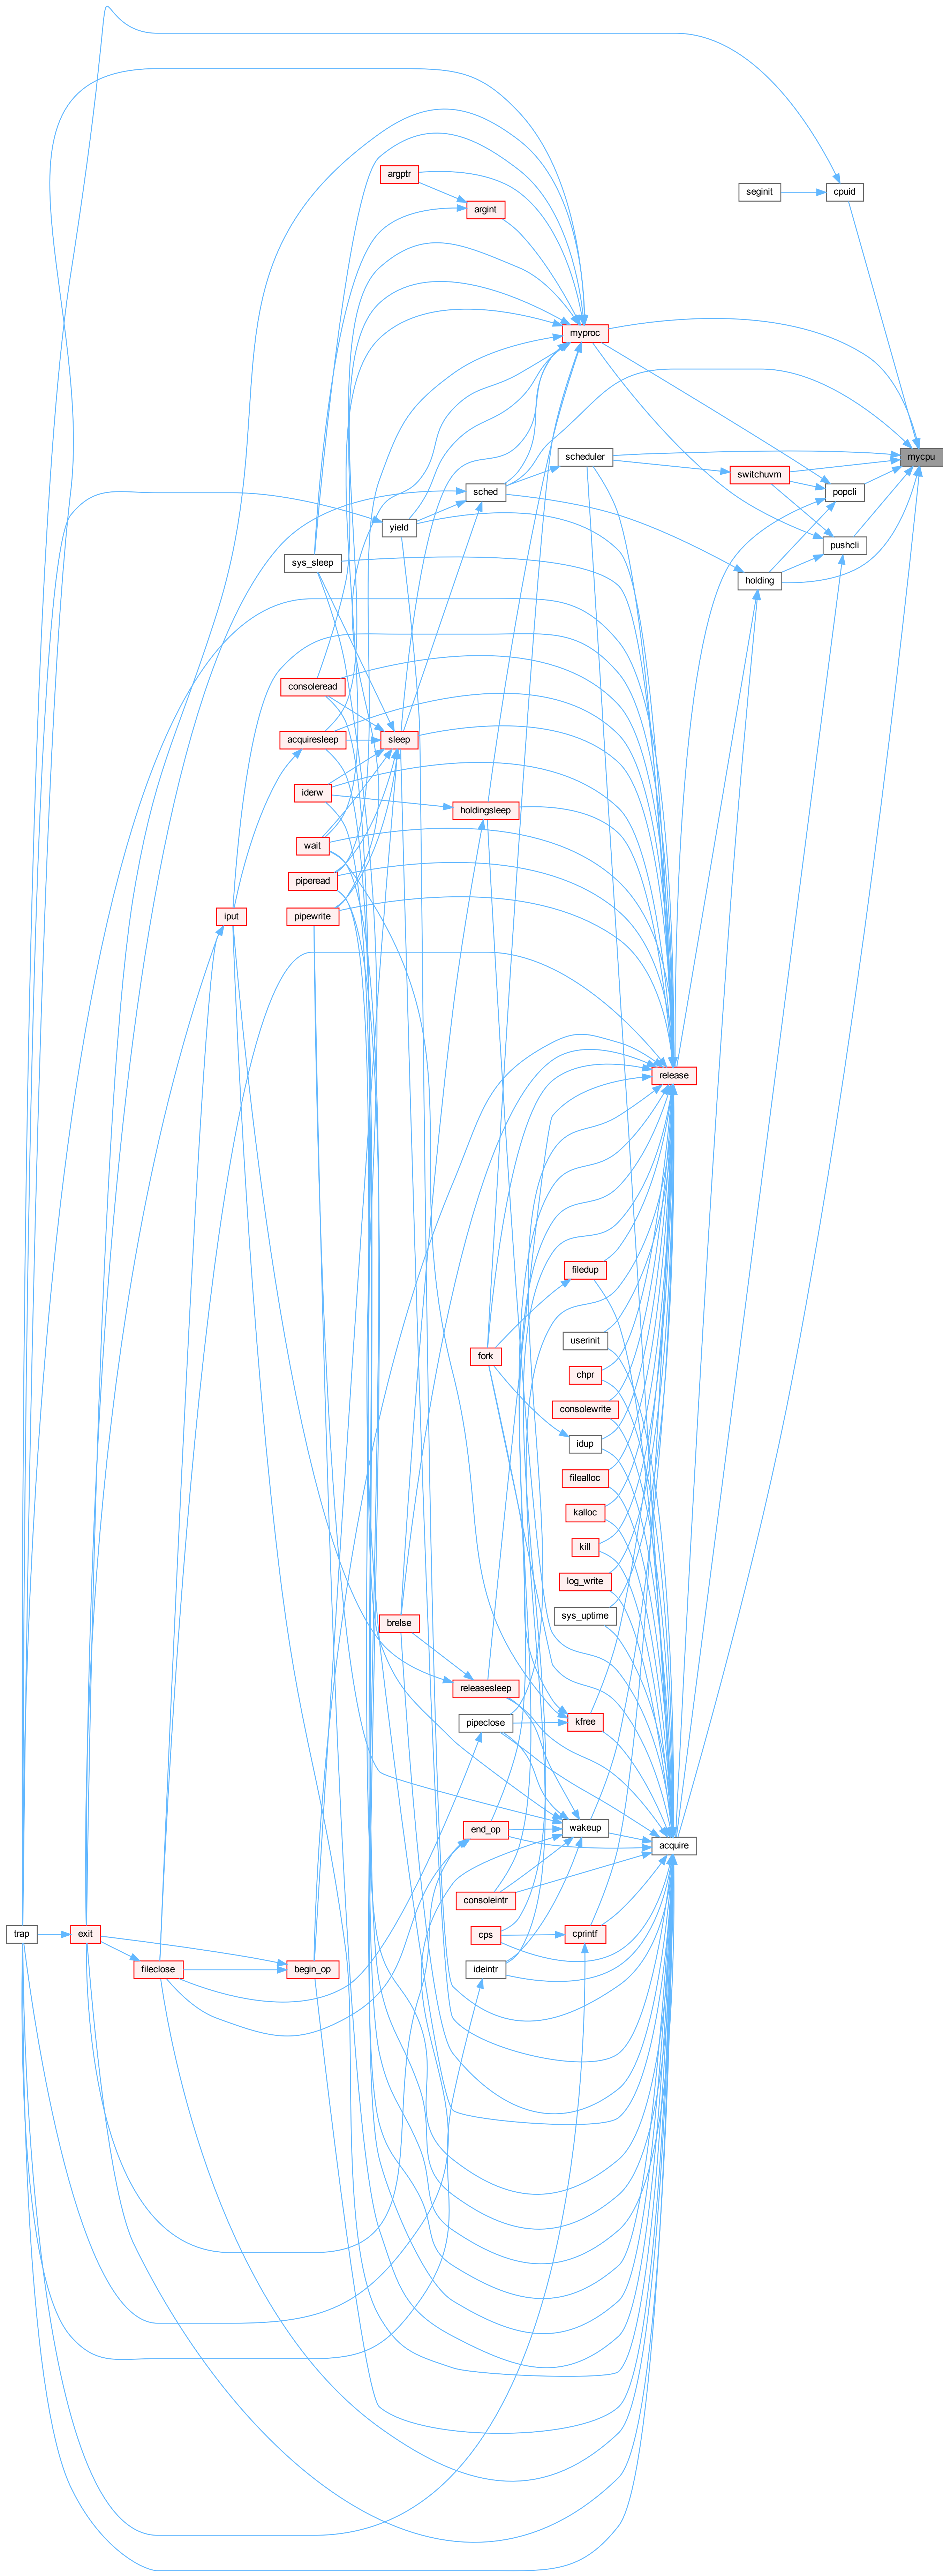 argptr
seginit
cpuid
argint
myproc
scheduler
mycpu
switchuvm
sched
popcli
yield
pushcli
sys_sleep
holding
consoleread
acquiresleep
sleep
iderw
holdingsleep
wait
piperead
iput
pipewrite
release
filedup
userinit
fork
chpr
consolewrite
idup
filealloc
kalloc
kill
log_write
sys_uptime
brelse
releasesleep
pipeclose
kfree
end_op
wakeup
acquire
consoleintr
trap
exit
cps
cprintf
fileclose
begin_op
ideintr